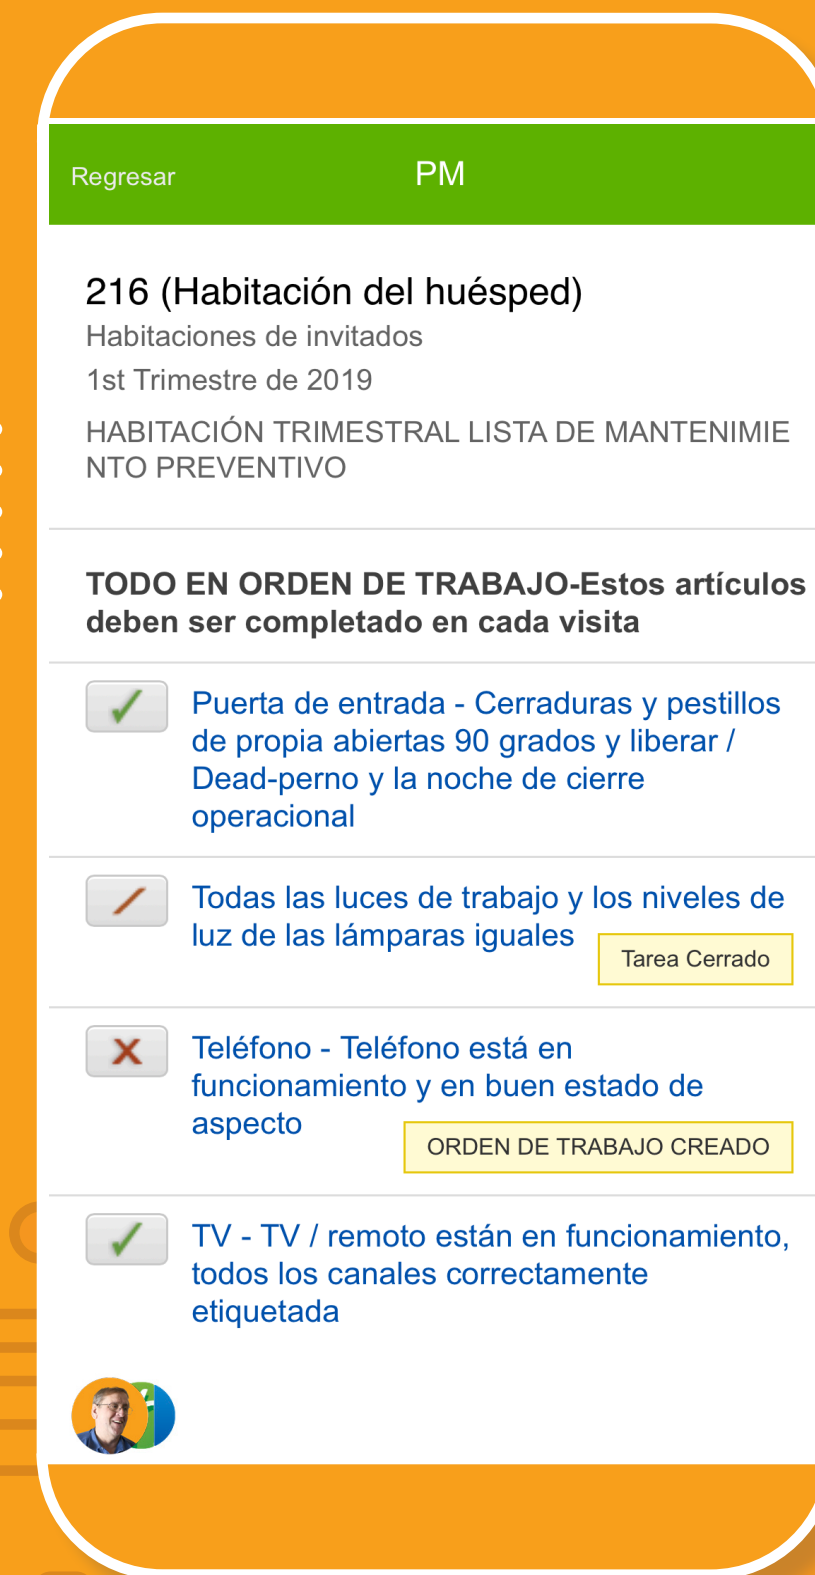 Regresar PM
216 (Habitación del huésped)
Habitaciones de invitados
1st Trimestre de 2019
HABITACIÓN TRIMESTRAL LISTA DE MANTENIMIE
NTO PREVENTIVO
TODO EN ORDEN DE TRABAJO-Estos artículos
deben ser completado en cada visita
Puerta de entrada - Cerraduras y pestillos
de propia abiertas 90 grados y liberar /
Dead-perno y la noche de cierre
operacional
Todas las luces de trabajo y los niveles de
luz de las lámparas iguales
Tarea Cerrado
Teléfono - Teléfono está en
funcionamiento y en buen estado de
aspecto
ORDEN DE TRABAJO CREADO
TV - TV / remoto están en funcionamiento,
todos los canales correctamente
etiquetada